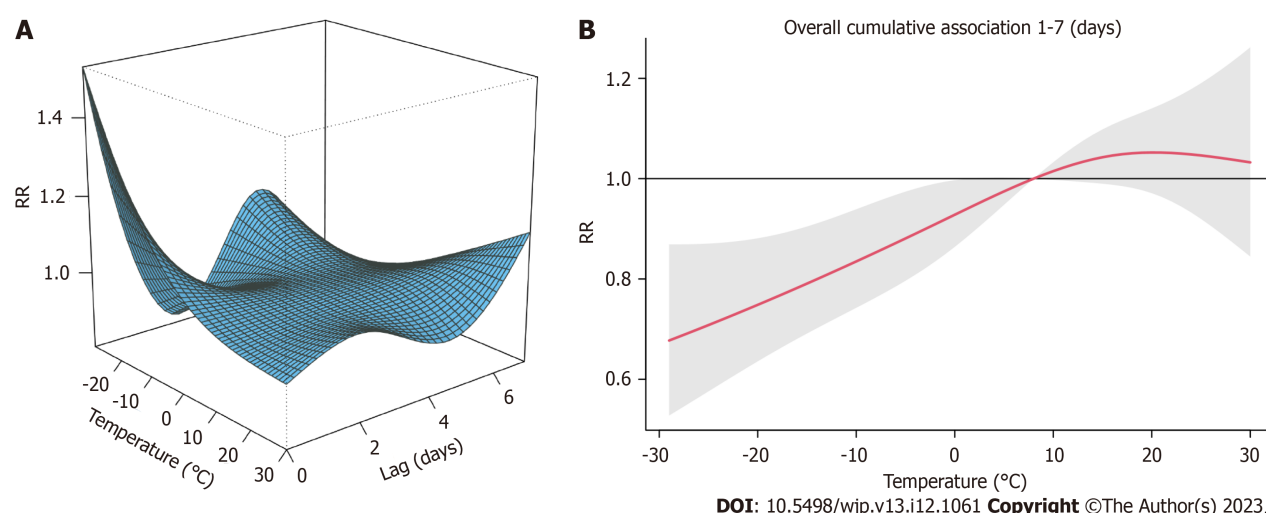 A
1.4
1.2
1.0
RR
-20
-10
0
10
20
30
Temperature (°C)
0
2
4
6
Lag (days)
B
Overall cumulative association 1-7 (days)
1.2
1.0
0.8
0.6
RR
-30 -20 -10 0 10 20 30
Temperature (°C)
DOI: 10.5498/wjp.v13.i12.1061 Copyright ©The Author(s) 2023.